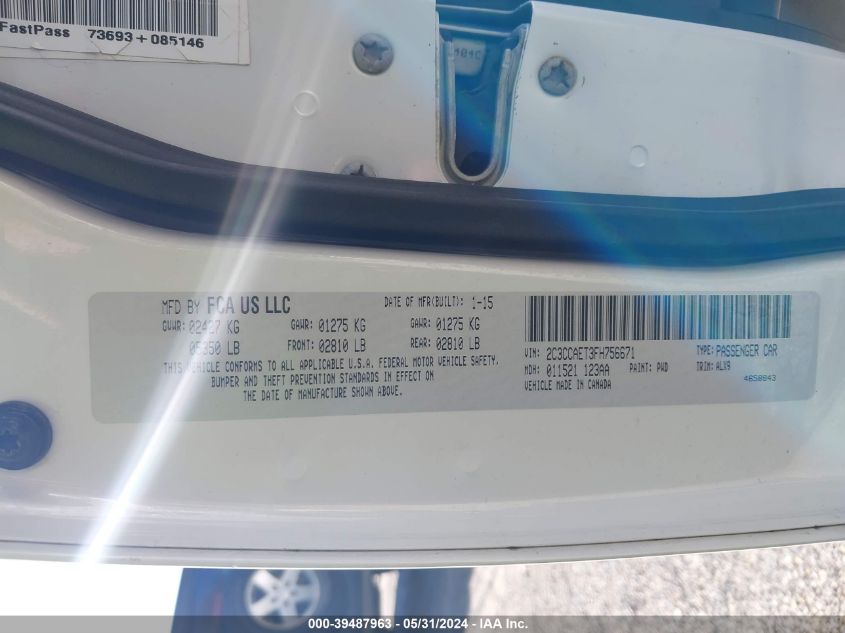 FastPass 73693+085146
MFD BY FCA US LLC
DATE OF MFR(BUILT): 1-15
GVWR: 02427 KG GAWR: 01275 KG GAWR: 01275 KG
05350 LB FRONT: 02810 LB REAR: 02810 LB
THIS VEHICLE CONFORMS TO ALL APPLICABLE U.S.A. FEDERAL MOTOR VEHICLE SAFETY,
BUMPER AND THEFT PREVENTION STANDARDS IN EFFECT ON
THE DATE OF MANUFACTURE SHOWN ABOVE.
VIN: 2C3CCAET3FH756671 TYPE: PASSENGER CAR
MDH: 011521 123AA PAINT: PWD TRIM: ALX9
VEHICLE MADE IN CANADA 4658943
000-39487963 - 05/31/2024 - IAA Inc.